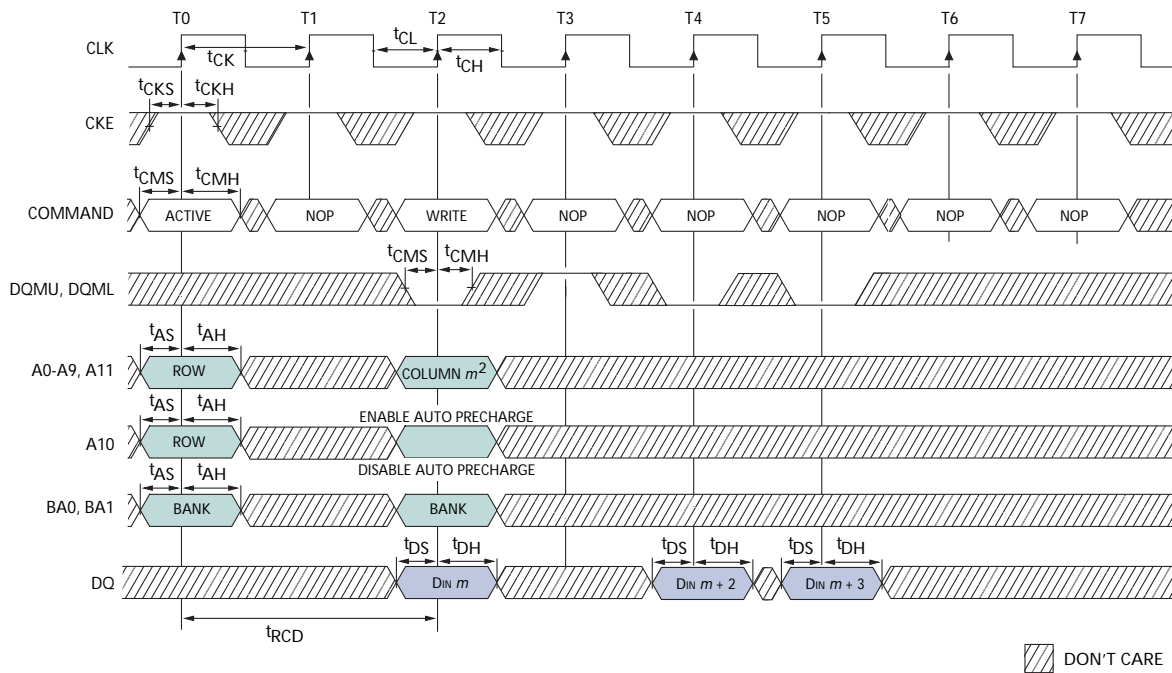 T0 T1 T2 T3 T4 T5 T6 T7
CLK
tCK tCL tCH
tCKS tCKH
CKE
tCMS tCMH
COMMAND ACTIVE NOP WRITE NOP NOP NOP NOP NOP
tCMS tCMH
DQMU, DQML
tAS tAH
A0-A9, A11 ROW COLUMN m²
tAS tAH ENABLE AUTO PRECHARGE
A10 ROW
tAS tAH DISABLE AUTO PRECHARGE
BA0, BA1 BANK BANK
tDS tDH tDS tDH tDS tDH
DQ DIN m DIN m + 2 DIN m + 3
tRCD
DON'T CARE